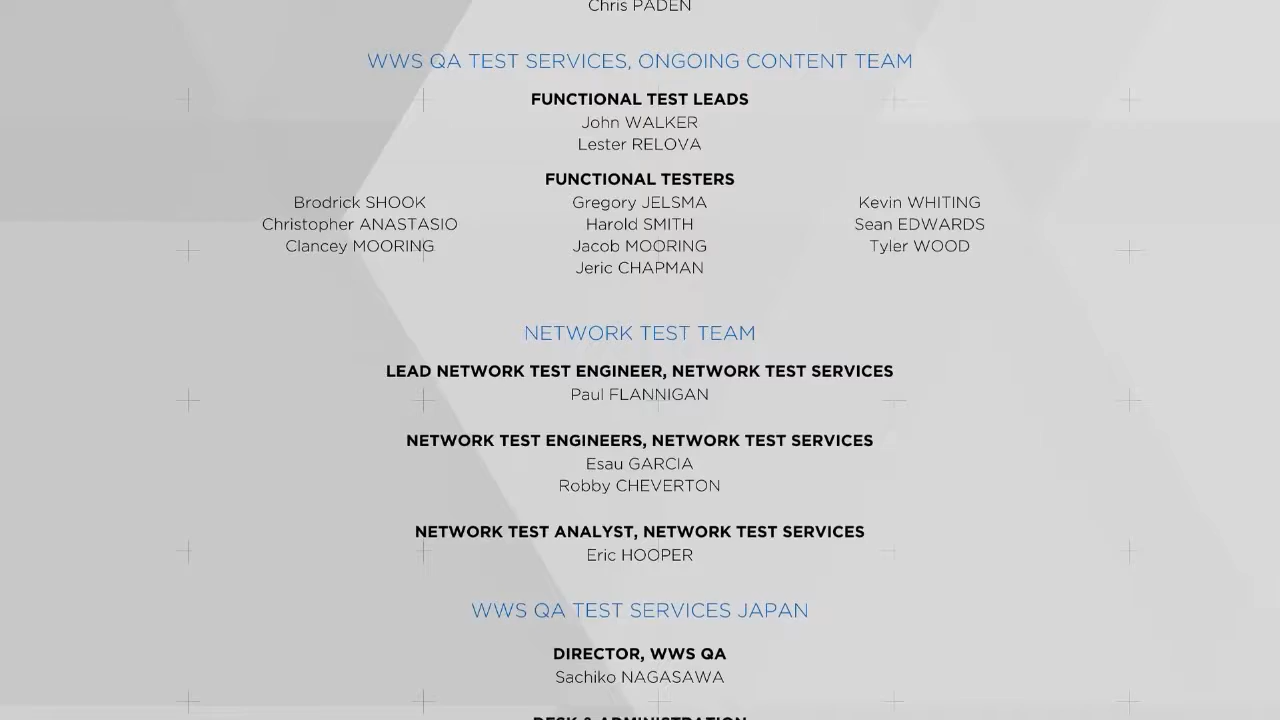 Chris PADEN
WWS QA TEST SERVICES, ONGOING CONTENT TEAM
FUNCTIONAL TEST LEADS
John WALKER
Lester RELOVA
FUNCTIONAL TESTERS
Brodrick SHOOK Gregory JELSMA Kevin WHITING
Christopher ANASTASIO Harold SMITH Sean EDWARDS
Clancey MOORING Jacob MOORING Tyler WOOD
Jeric CHAPMAN
NETWORK TEST TEAM
LEAD NETWORK TEST ENGINEER, NETWORK TEST SERVICES
Paul FLANNIGAN
NETWORK TEST ENGINEERS, NETWORK TEST SERVICES
Esau GARCIA
Robby CHEVERTON
NETWORK TEST ANALYST, NETWORK TEST SERVICES
Eric HOOPER
WWS QA TEST SERVICES JAPAN
DIRECTOR, WWS QA
Sachiko NAGASAWA
DESK & ADMINISTRATION